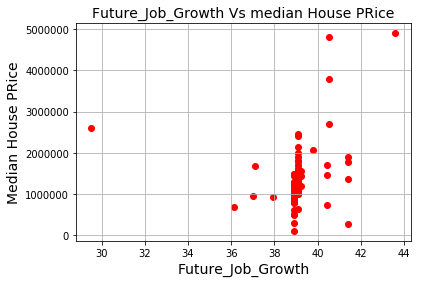 Future_Job_Growth Vs median House PRice
5000000
4000000
3000000
2000000
1000000
0
Median House PRice
30 32 34 36 38 40 42 44
Future_Job_Growth